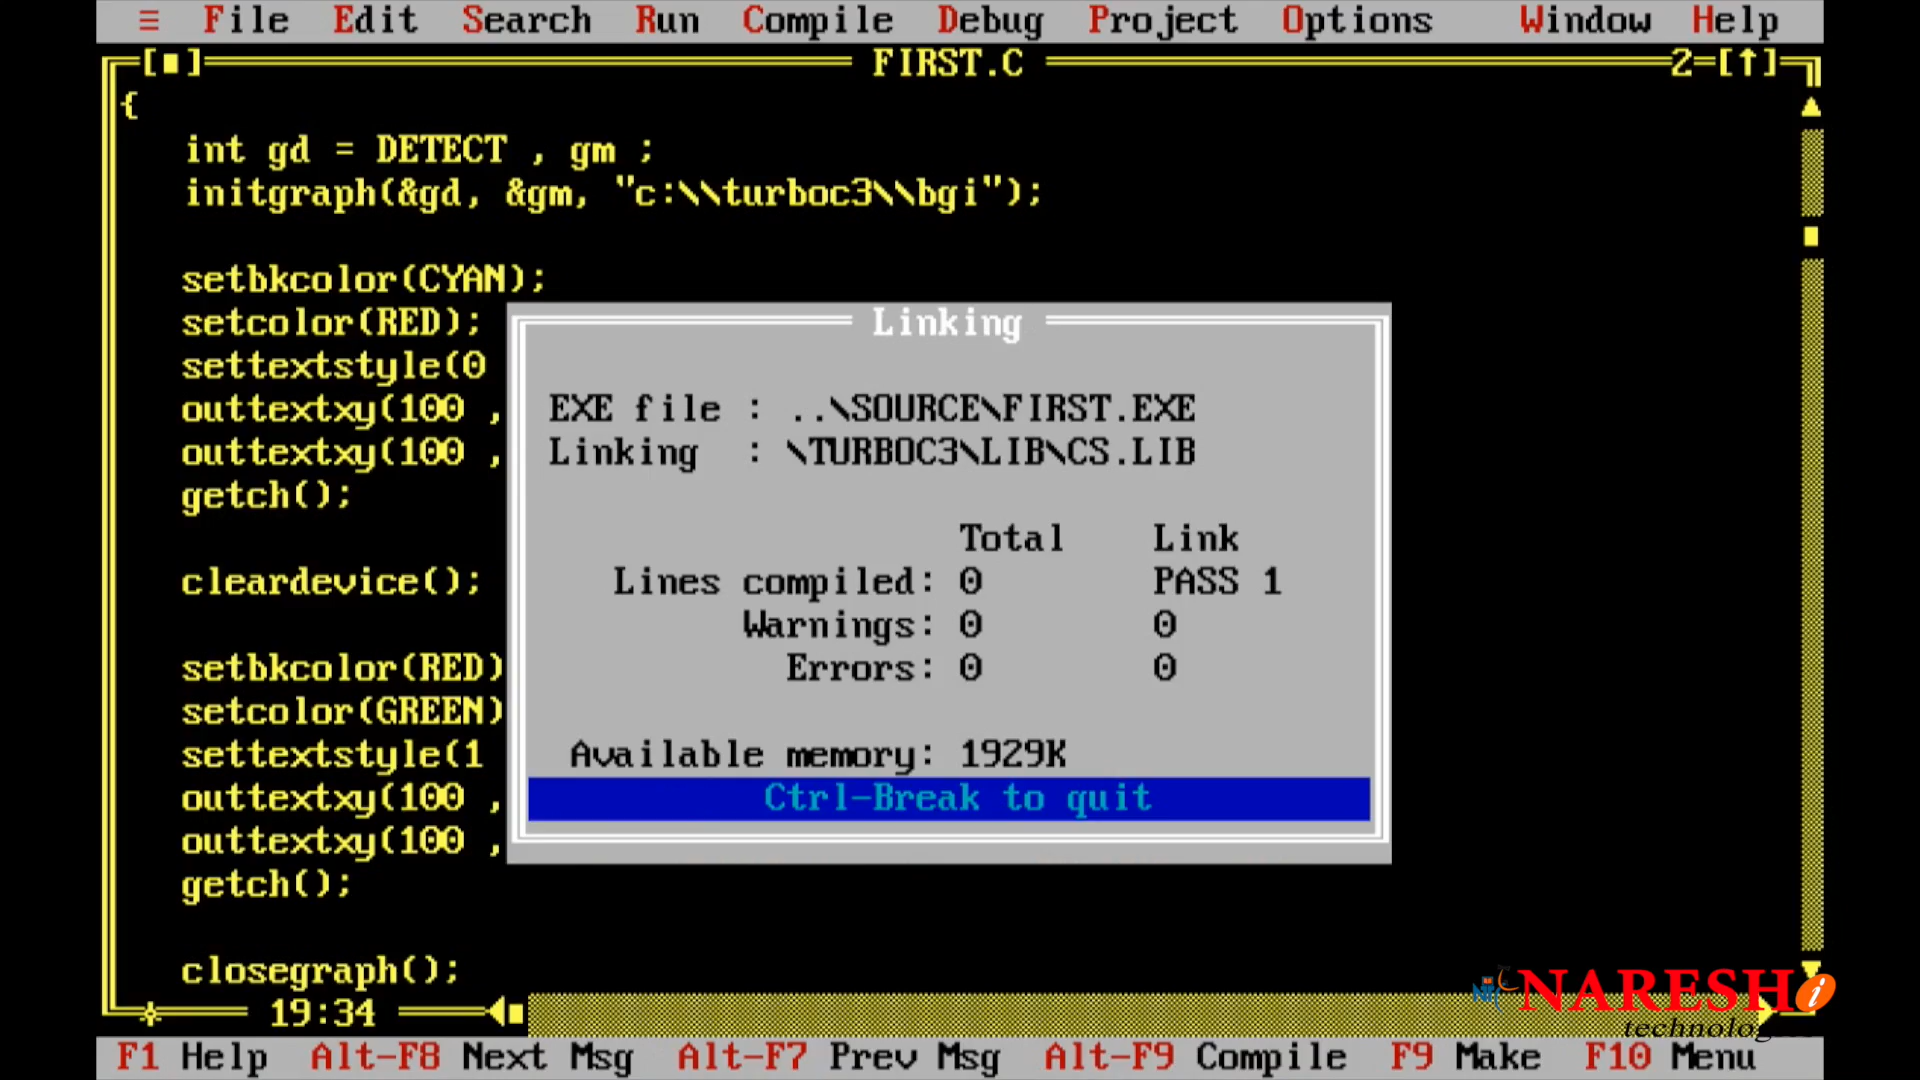 ≡ File Edit Search Run Compile Debug Project Options Window Help
[■] FIRST.C 2=[↑]
{
int gd = DETECT , gm ;
initgraph(&gd, &gm, "c:\\turboc3\\bgi");
setbkcolor(CYAN);
setcolor(RED);
settextstyle(0
outtextxy(100 ,
outtextxy(100 ,
getch();
cleardevice();
setbkcolor(RED)
setcolor(GREEN)
settextstyle(1
outtextxy(100 ,
outtextxy(100 ,
getch();
closegraph();
Linking
EXE file : ..\SOURCE\FIRST.EXE
Linking : \TURBOC3\LIB\CS.LIB
Total Link
Lines compiled: 0 PASS 1
Warnings: 0 0
Errors: 0 0
Available memory: 1929K
Ctrl-Break to quit
19:34
NARESH i
F1 Help Alt-F8 Next Msg Alt-F7 Prev Msg Alt-F9 Compile F9 Make F10 Menu